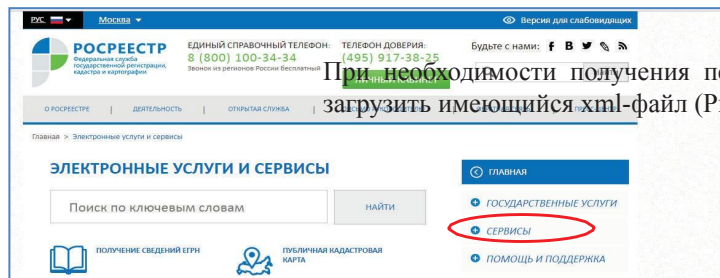 РУС Москва Версия для слабовидящих
РОСРЕЕСТР
Федеральная служба
государственной регистрации,
кадастра и картографии
ЕДИНЫЙ СПРАВОЧНЫЙ ТЕЛЕФОН:
8 (800) 100-34-34
Звонок из регионов России бесплатный
ТЕЛЕФОН ДОВЕРИЯ:
(495) 917-38-25
Будьте с нами:
При необходимости получения
загрузить имеющийся xml-файл
О РОСРЕЕСТРЕ | ДЕЯТЕЛЬНОСТЬ | ОТКРЫТАЯ СЛУЖБА
Главная > Электронные услуги и сервисы
ЭЛЕКТРОННЫЕ УСЛУГИ И СЕРВИСЫ
Поиск по ключевым словам НАЙТИ
ПОЛУЧЕНИЕ СВЕДЕНИЙ ЕГРН
ПУБЛИЧНАЯ КАДАСТРОВАЯ
КАРТА
ГЛАВНАЯ
ГОСУДАРСТВЕННЫЕ УСЛУГИ
СЕРВИСЫ
ПОМОЩЬ И ПОДДЕРЖКА